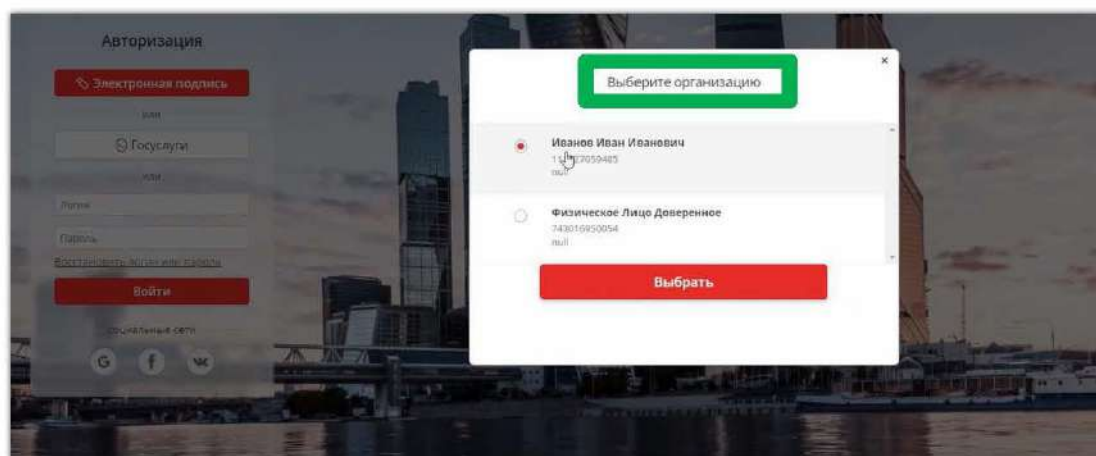 Авторизация
Электронная подпись
или
Госуслуги
или
Логин
Пароль
Восстановить логин или пароль
Войти
социальные сети
G f
Выберите организацию
×
Иванов Иван Иванович
null
Физическое Лицо Доверенное
743016950054
null
Выбрать